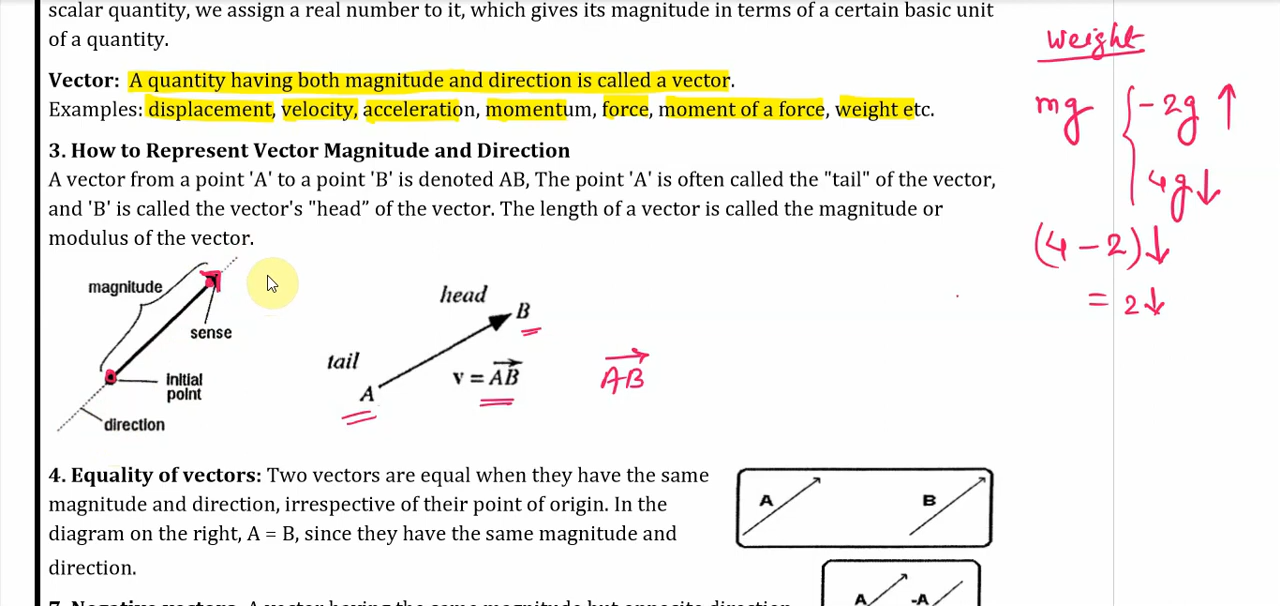 scalar quantity, we assign a real number to it, which gives its magnitude in terms of a certain basic unit
of a quantity.
Vector: A quantity having both magnitude and direction is called a vector.
Examples: displacement, velocity, acceleration, momentum, force, moment of a force, weight etc.
3. How to Represent Vector Magnitude and Direction
A vector from a point 'A' to a point 'B' is denoted AB, The point 'A' is often called the "tail" of the vector,
and 'B' is called the vector's "head” of the vector. The length of a vector is called the magnitude or
modulus of the vector.
magnitude
sense
initial
point
direction
head
B
tail
A
v = AB
AB
weight
mg { -2g ↑
4g ↓
(4 - 2) ↓
= 2 ↓
4. Equality of vectors: Two vectors are equal when they have the same
magnitude and direction, irrespective of their point of origin. In the
diagram on the right, A = B, since they have the same magnitude and
direction.
A
B
A
-A